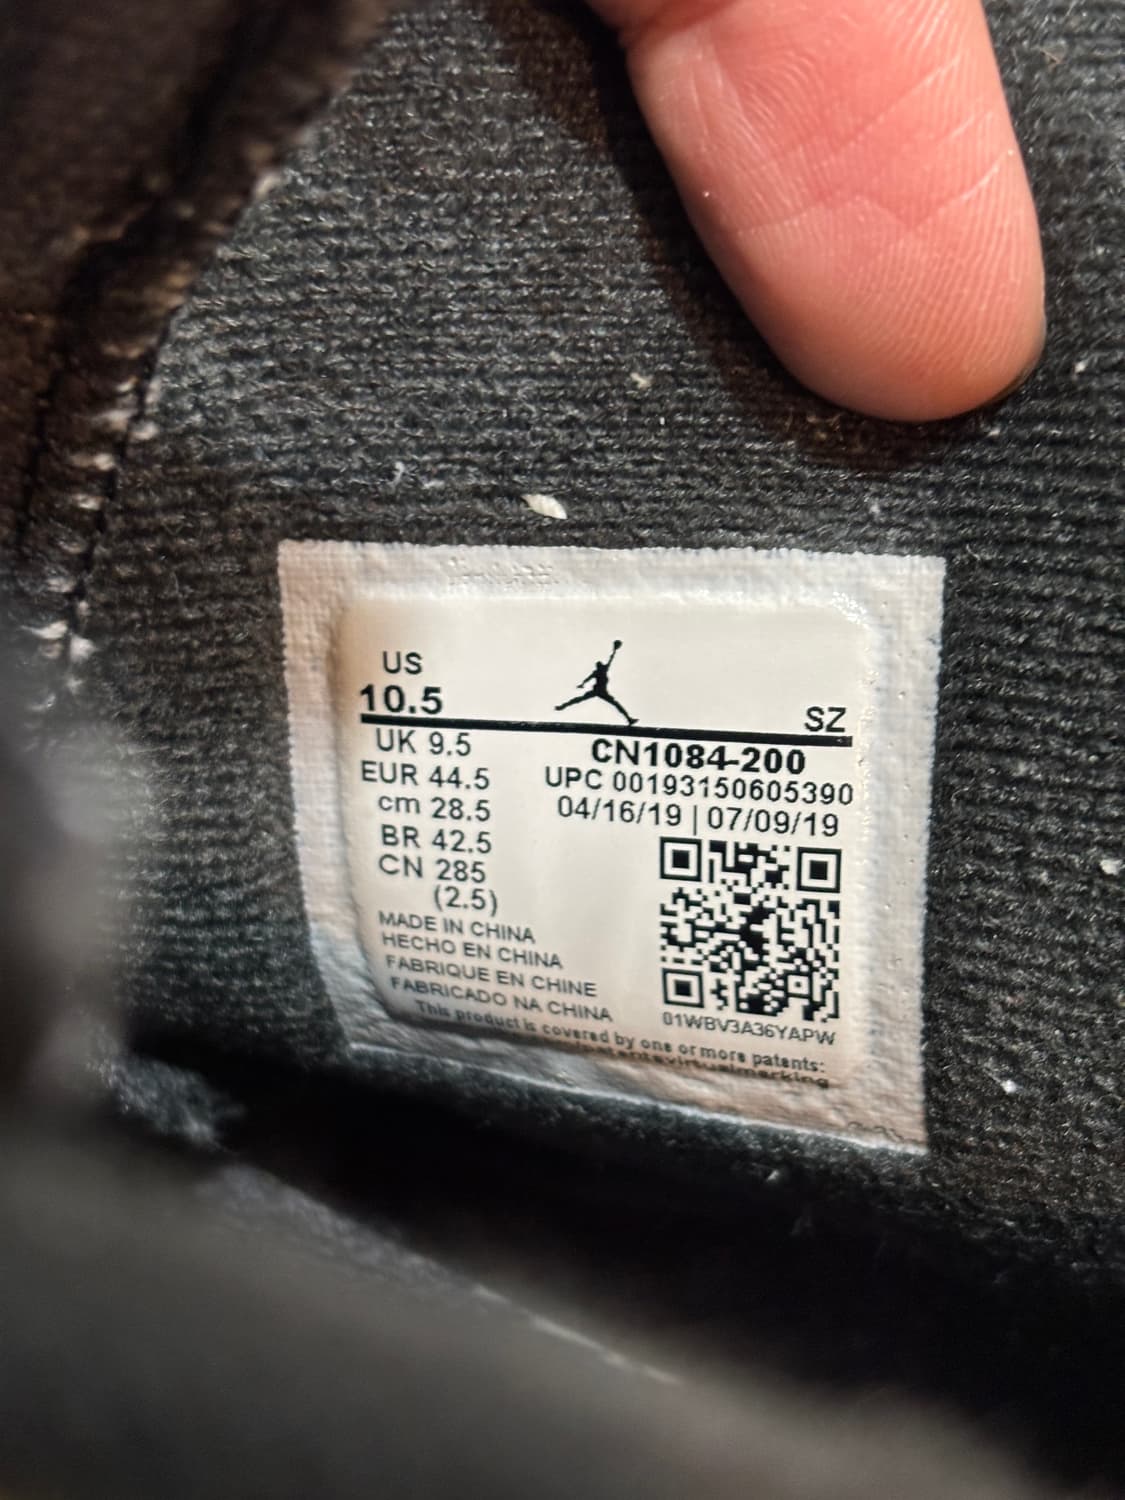 US
10.5
SZ
UK 9.5
EUR 44.5
cm 28.5
BR 42.5
CN 285
(2.5)
CN1084-200
UPC 00193150605390
04/16/19 | 07/09/19
MADE IN CHINA
HECHO EN CHINA
FABRIQUE EN CHINE
FABRICADO NA CHINA
01WBV3A36YAPW
This product is covered by one or more patents: